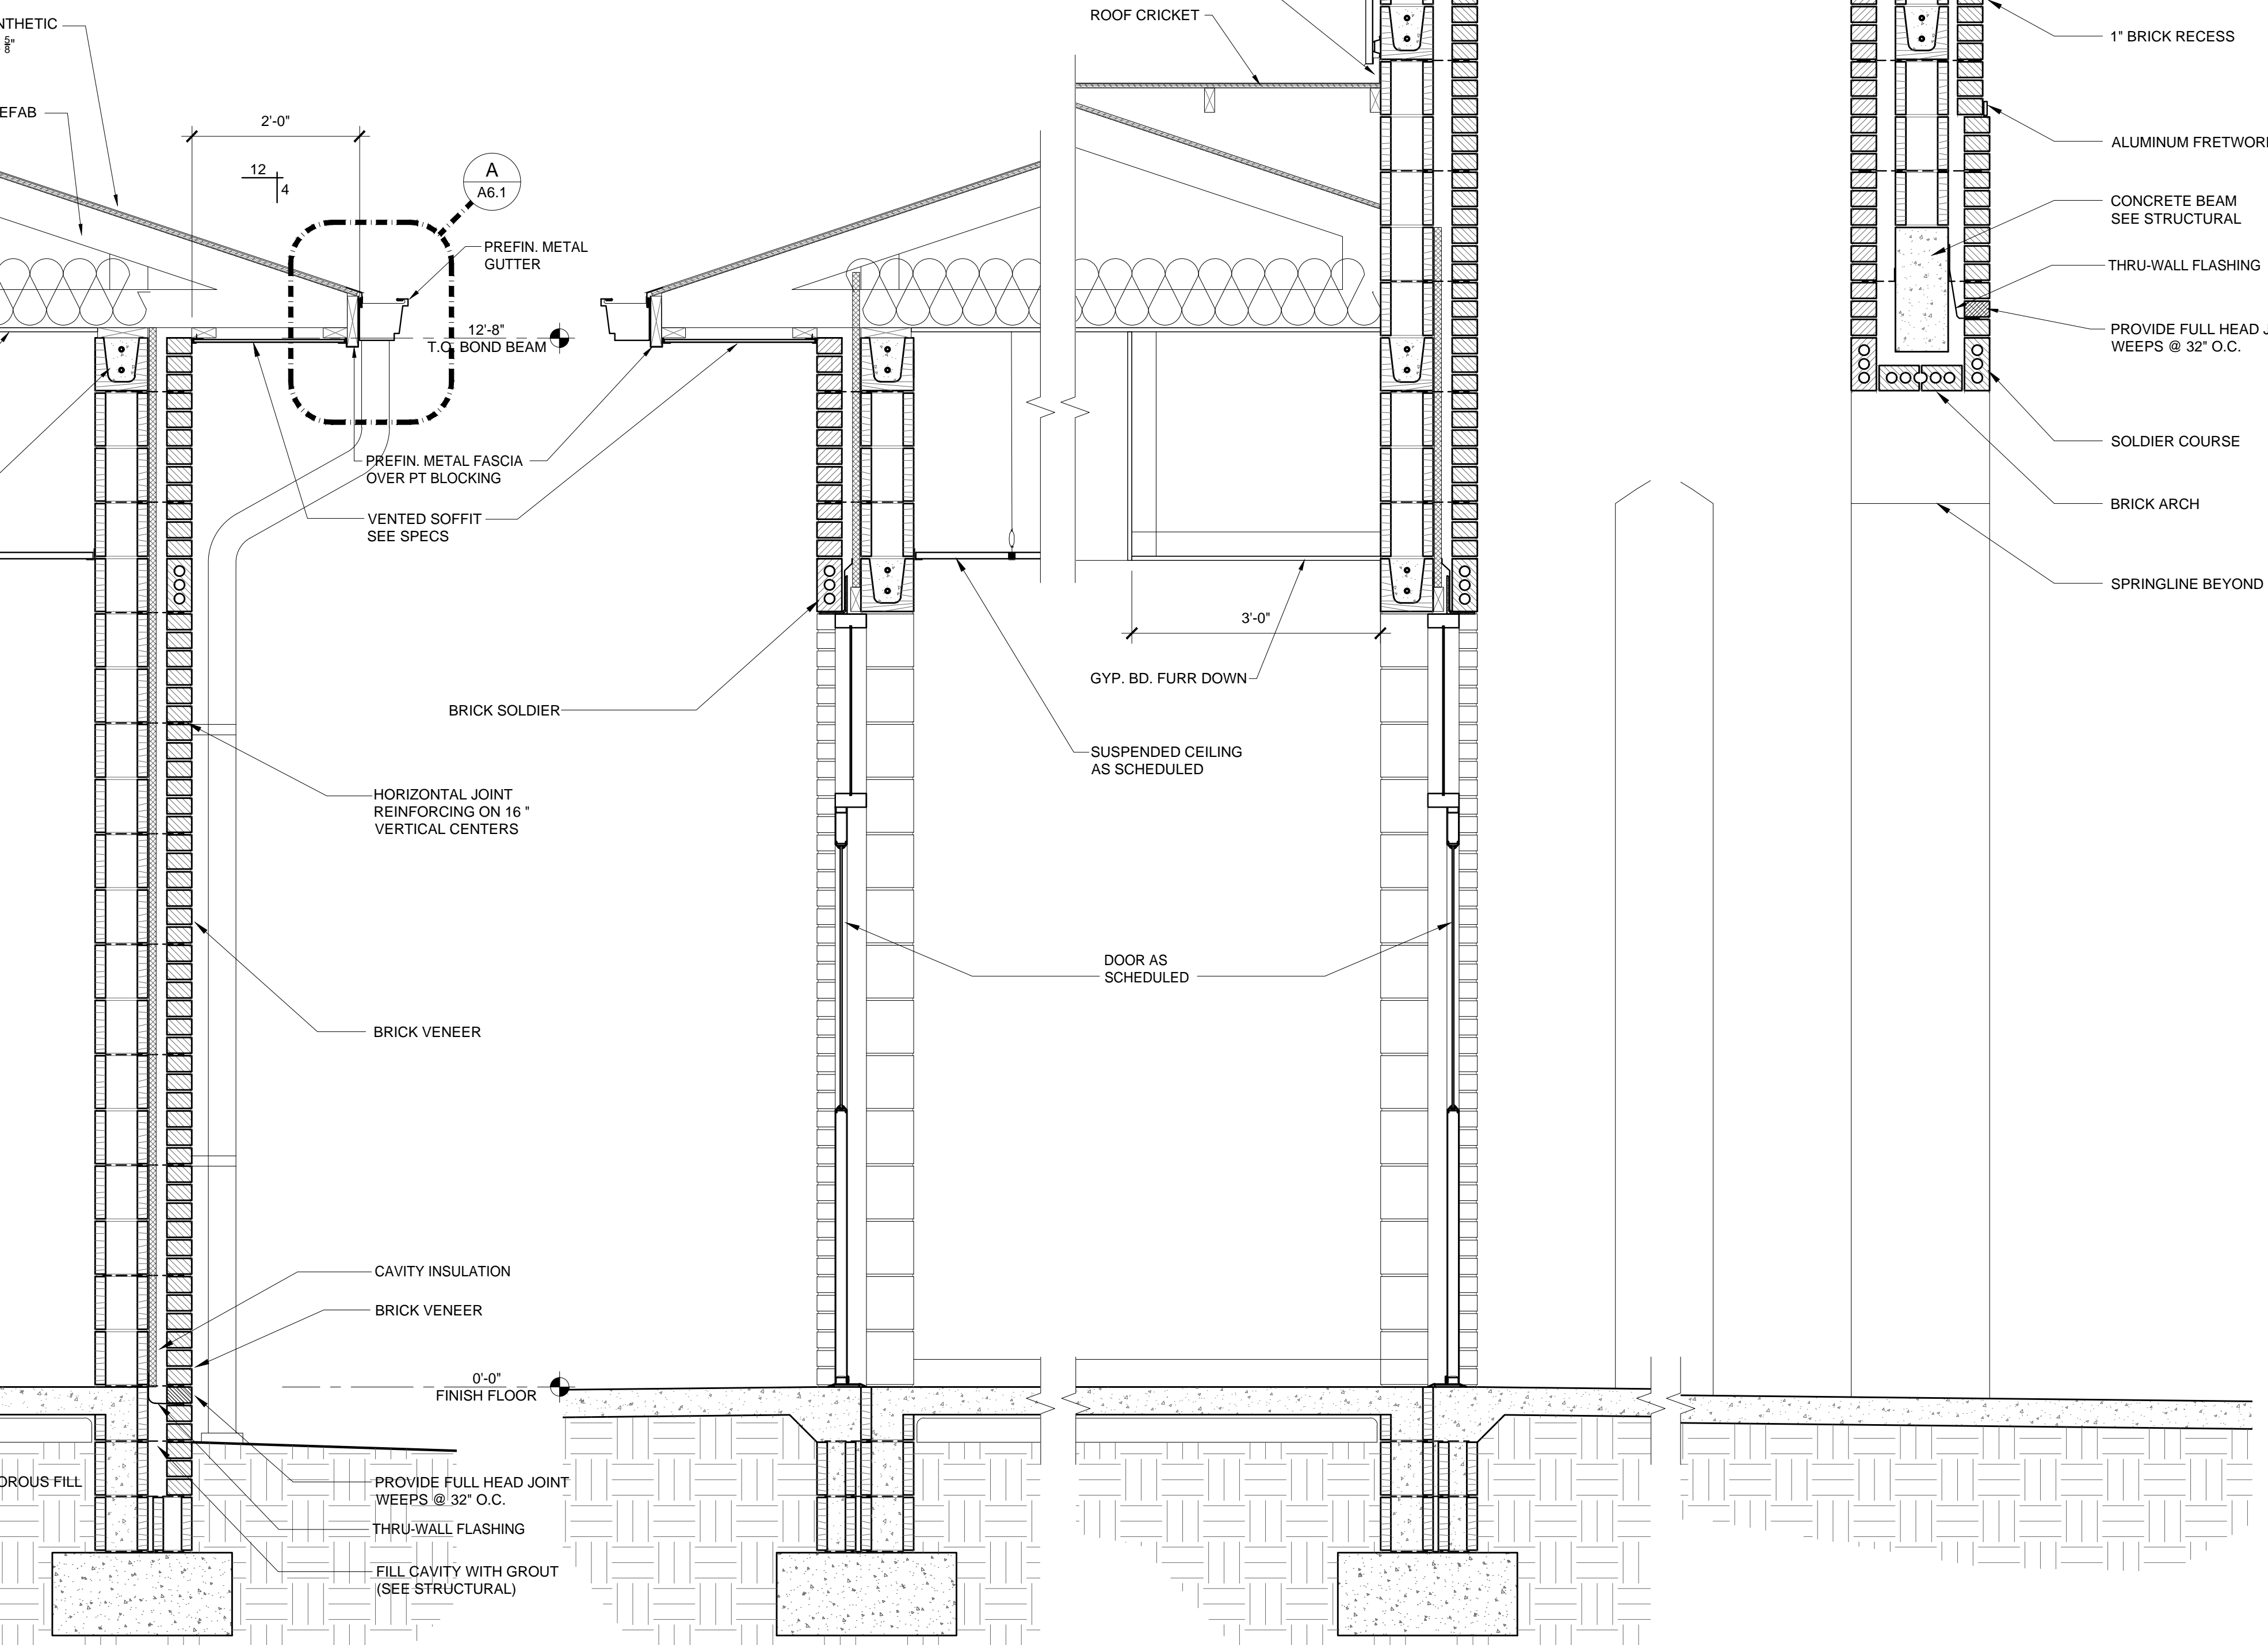 NTHETIC
5/8"
EFAB
2'-0"
12
4
A
A6.1
PREFIN. METAL
GUTTER
12'-8"
T.O. BOND BEAM
PREFIN. METAL FASCIA
OVER PT BLOCKING
VENTED SOFFIT
SEE SPECS
BRICK SOLDIER
HORIZONTAL JOINT
REINFORCING ON 16 "
VERTICAL CENTERS
BRICK VENEER
CAVITY INSULATION
BRICK VENEER
0'-0"
FINISH FLOOR
OROUS FILL
PROVIDE FULL HEAD JOINT
WEEPS @ 32" O.C.
THRU-WALL FLASHING
FILL CAVITY WITH GROUT
(SEE STRUCTURAL)
ROOF CRICKET
3'-0"
GYP. BD. FURR DOWN
SUSPENDED CEILING
AS SCHEDULED
DOOR AS
SCHEDULED
1" BRICK RECESS
ALUMINUM FRETWOR
CONCRETE BEAM
SEE STRUCTURAL
THRU-WALL FLASHING
PROVIDE FULL HEAD J
WEEPS @ 32" O.C.
SOLDIER COURSE
BRICK ARCH
SPRINGLINE BEYOND